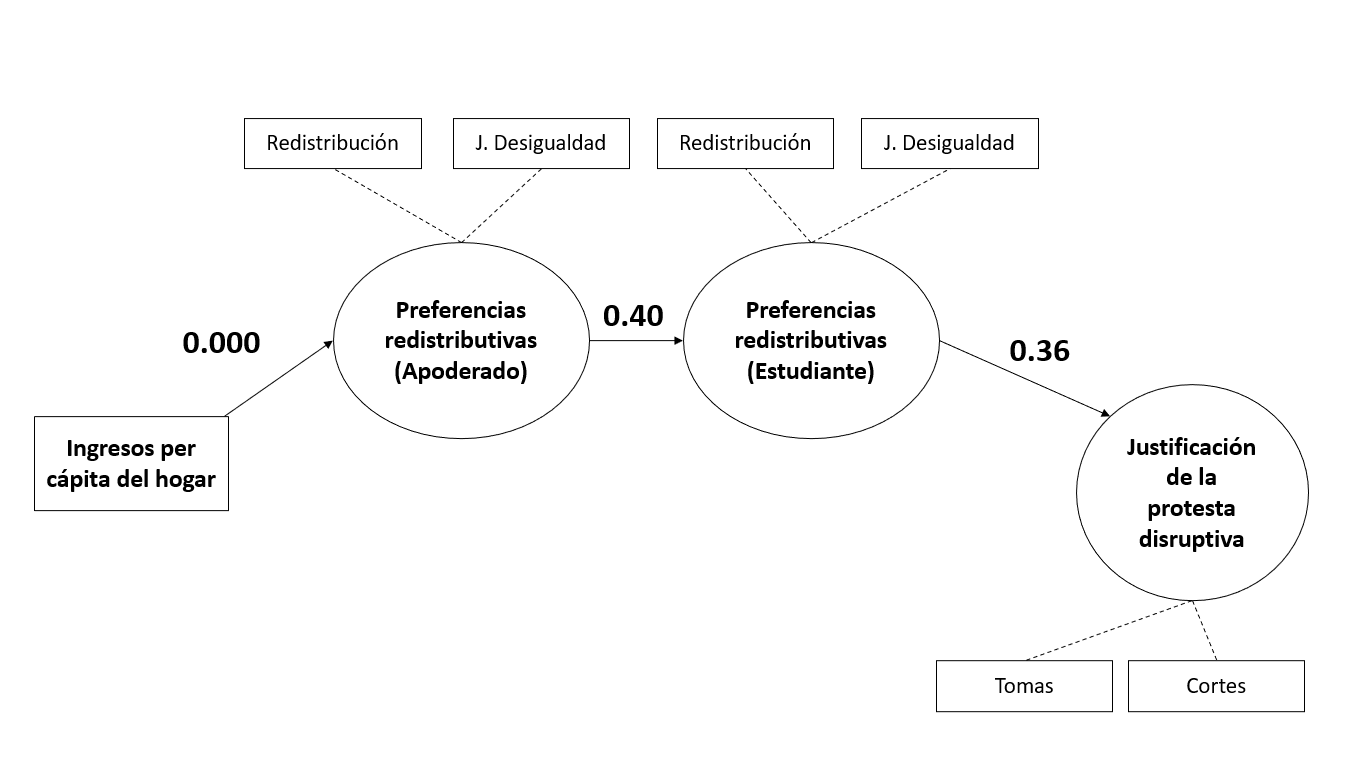 Redistribución
J. Desigualdad
Redistribución
J. Desigualdad
0.000
Preferencias
redistributivas
(Apoderado)
0.40
Preferencias
redistributivas
(Estudiante)
0.36
Ingresos per
cápita del hogar
Justificación
de la
protesta
disruptiva
Tomas
Cortes